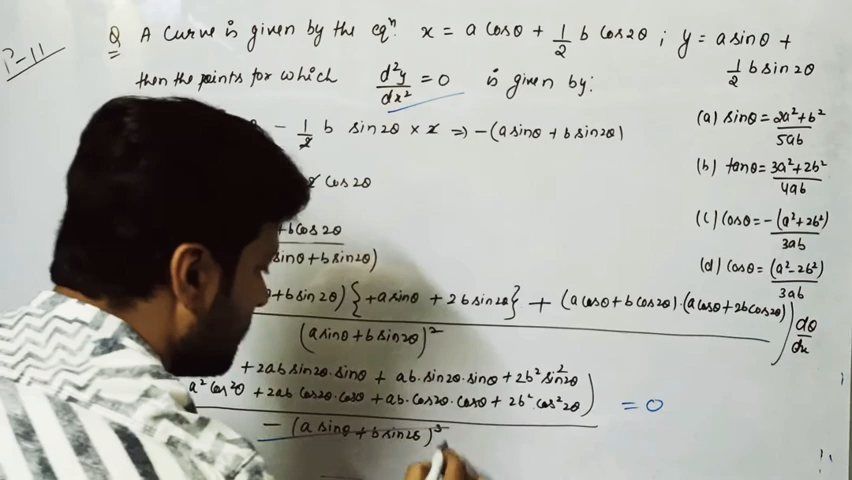 P-11
Q A curve is given by the eqⁿ. x = a cosθ + 1/2 b cos2θ ; y = a sinθ + 1/2 b sin2θ
then the points for which d²y/dx² = 0 is given by:
(a) sinθ = 2a²+b²/5ab
- 1/2 b sin2θ × 2 => -(a sinθ + b sin2θ)
(b) tanθ = 3a²+2b²/4ab
cos2θ
(c) cosθ = -(a²+2b²)/3ab
+bcos2θ
sinθ + b sin2θ)
(d) cosθ = (a²-2b²)/3ab
+b sin2θ) {+a sinθ + 2b sin2θ} + (a cosθ + b cos2θ).(a cosθ + 2b cos2θ)
(a sinθ + b sin2θ)²
dθ/dx
+ 2ab sin2θ.sinθ + ab.sin2θ.sinθ + 2b² sin²2θ
a² cos²θ + 2ab cos2θ.cosθ + ab.cos2θ.cosθ + 2b².cos²2θ) = 0
- (a sinθ + b sin2θ)³